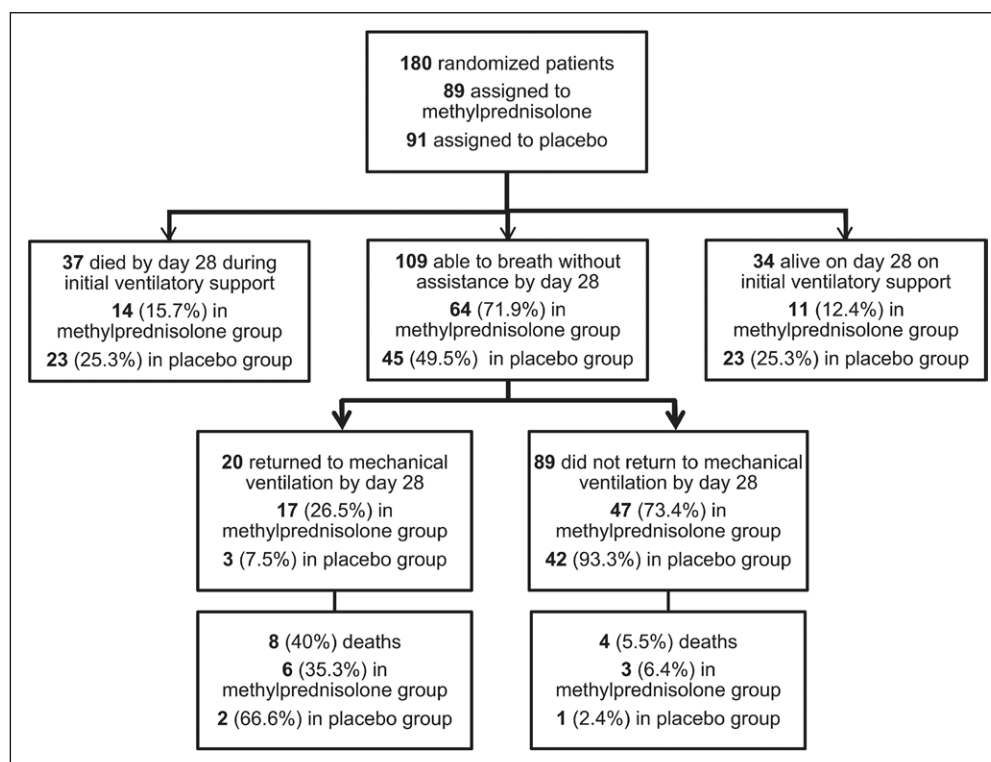 180 randomized patients
89 assigned to
methylprednisolone
91 assigned to placebo
37 died by day 28 during
initial ventilatory support
14 (15.7%) in
methylprednisolone group
23 (25.3%) in placebo group
109 able to breath without
assistance by day 28
64 (71.9%) in
methylprednisolone group
45 (49.5%) in placebo group
34 alive on day 28 on
initial ventilatory support
11 (12.4%) in
methylprednisolone group
23 (25.3%) in placebo group
20 returned to mechanical
ventilation by day 28
17 (26.5%) in
methylprednisolone group
3 (7.5%) in placebo group
89 did not return to mechanical
ventilation by day 28
47 (73.4%) in
methylprednisolone group
42 (93.3%) in placebo group
8 (40%) deaths
6 (35.3%) in
methylprednisolone group
2 (66.6%) in placebo group
4 (5.5%) deaths
3 (6.4%) in
methylprednisolone group
1 (2.4%) in placebo group